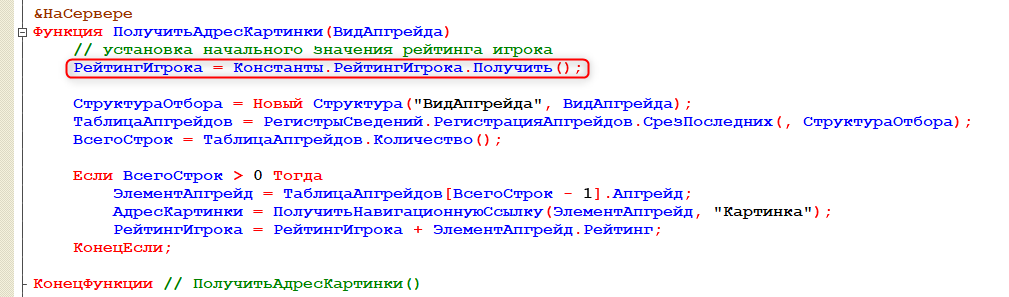 &НаСервере
Функция ПолучитьАдресКартинки(ВидАпгрейда)
// установка начального значения рейтинга игрока
РейтингИгрока = Константы.РейтингИгрока.Получить();
СтруктураОтбора = Новый Структура("ВидАпгрейда", ВидАпгрейда);
ТаблицаАпгрейдов = РегистрыСведений.РегистрацияАпгрейдов.СрезПоследних(, СтруктураОтбора);
ВсегоСтрок = ТаблицаАпгрейдов.Количество();
Если ВсегоСтрок > 0 Тогда
ЭлементАпгрейд = ТаблицаАпгрейдов[ВсегоСтрок - 1].Апгрейд;
АдресКартинки = ПолучитьНавигационнуюСсылку(ЭлементАпгрейд, "Картинка");
РейтингИгрока = РейтингИгрока + ЭлементАпгрейд.Рейтинг;
КонецЕсли;
КонецФункции // ПолучитьАдресКартинки()